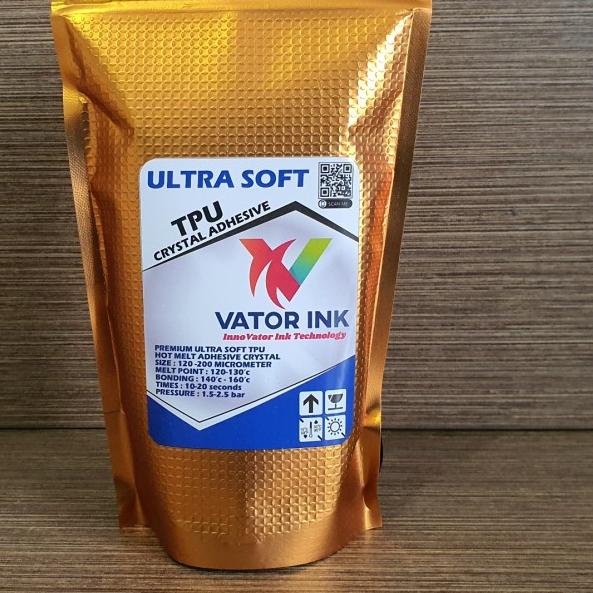 ULTRA SOFT
SCAN ME
TPU
CRYSTAL ADHESIVE
VATOR INK
InnoVator Ink Technology
PREMIUM ULTRA SOFT TPU
HOT MELT ADHESIVE CRYSTAL
SIZE : 120 -200 MICROMETER
MELT POINT : 120-130°c
BONDING : 140°c - 160°c
TIMES : 10-20 seconds
PRESSURE : 1.5-2.5 bar